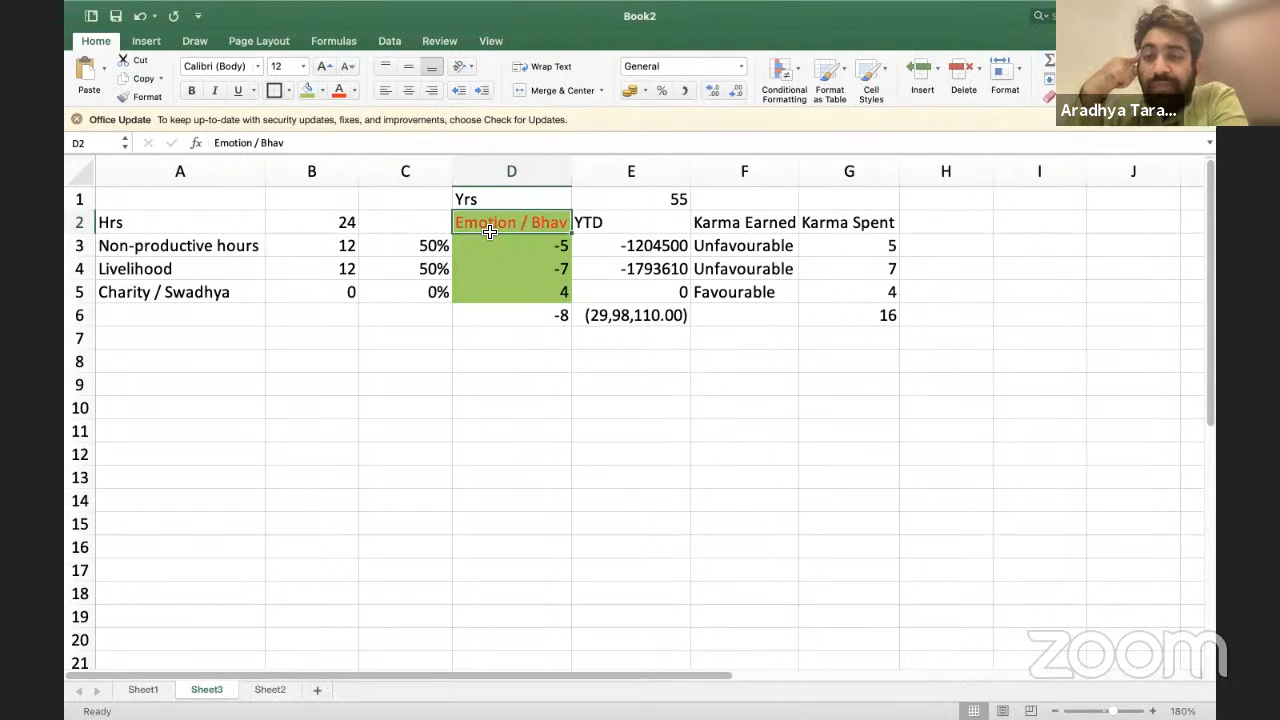 Book2
Home Insert Draw Page Layout Formulas Data Review View
Paste
Cut
Copy
Format
Calibri (Body) 12
B I U
Wrap Text
Merge & Center
General
Conditional Formatting
Format as Table
Cell Styles
Insert
Delete
Format
Aradhya Tara...
Office Update To keep up-to-date with security updates, fixes, and improvements, choose Check for Updates.
D2 fx Emotion / Bhav
A B C D E F G H I J
1 Yrs 55
2 Hrs 24 Emotion / Bhav YTD Karma Earned Karma Spent
3 Non-productive hours 12 50% -5 -1204500 Unfavourable 5
4 Livelihood 12 50% -7 -1793610 Unfavourable 7
5 Charity / Swadhya 0 0% 4 0 Favourable 4
6 -8 (29,98,110.00) 16
7
8
9
10
11
12
13
14
15
16
17
18
19
20
21
zoom
Sheet1 Sheet3 Sheet2
Ready 180%